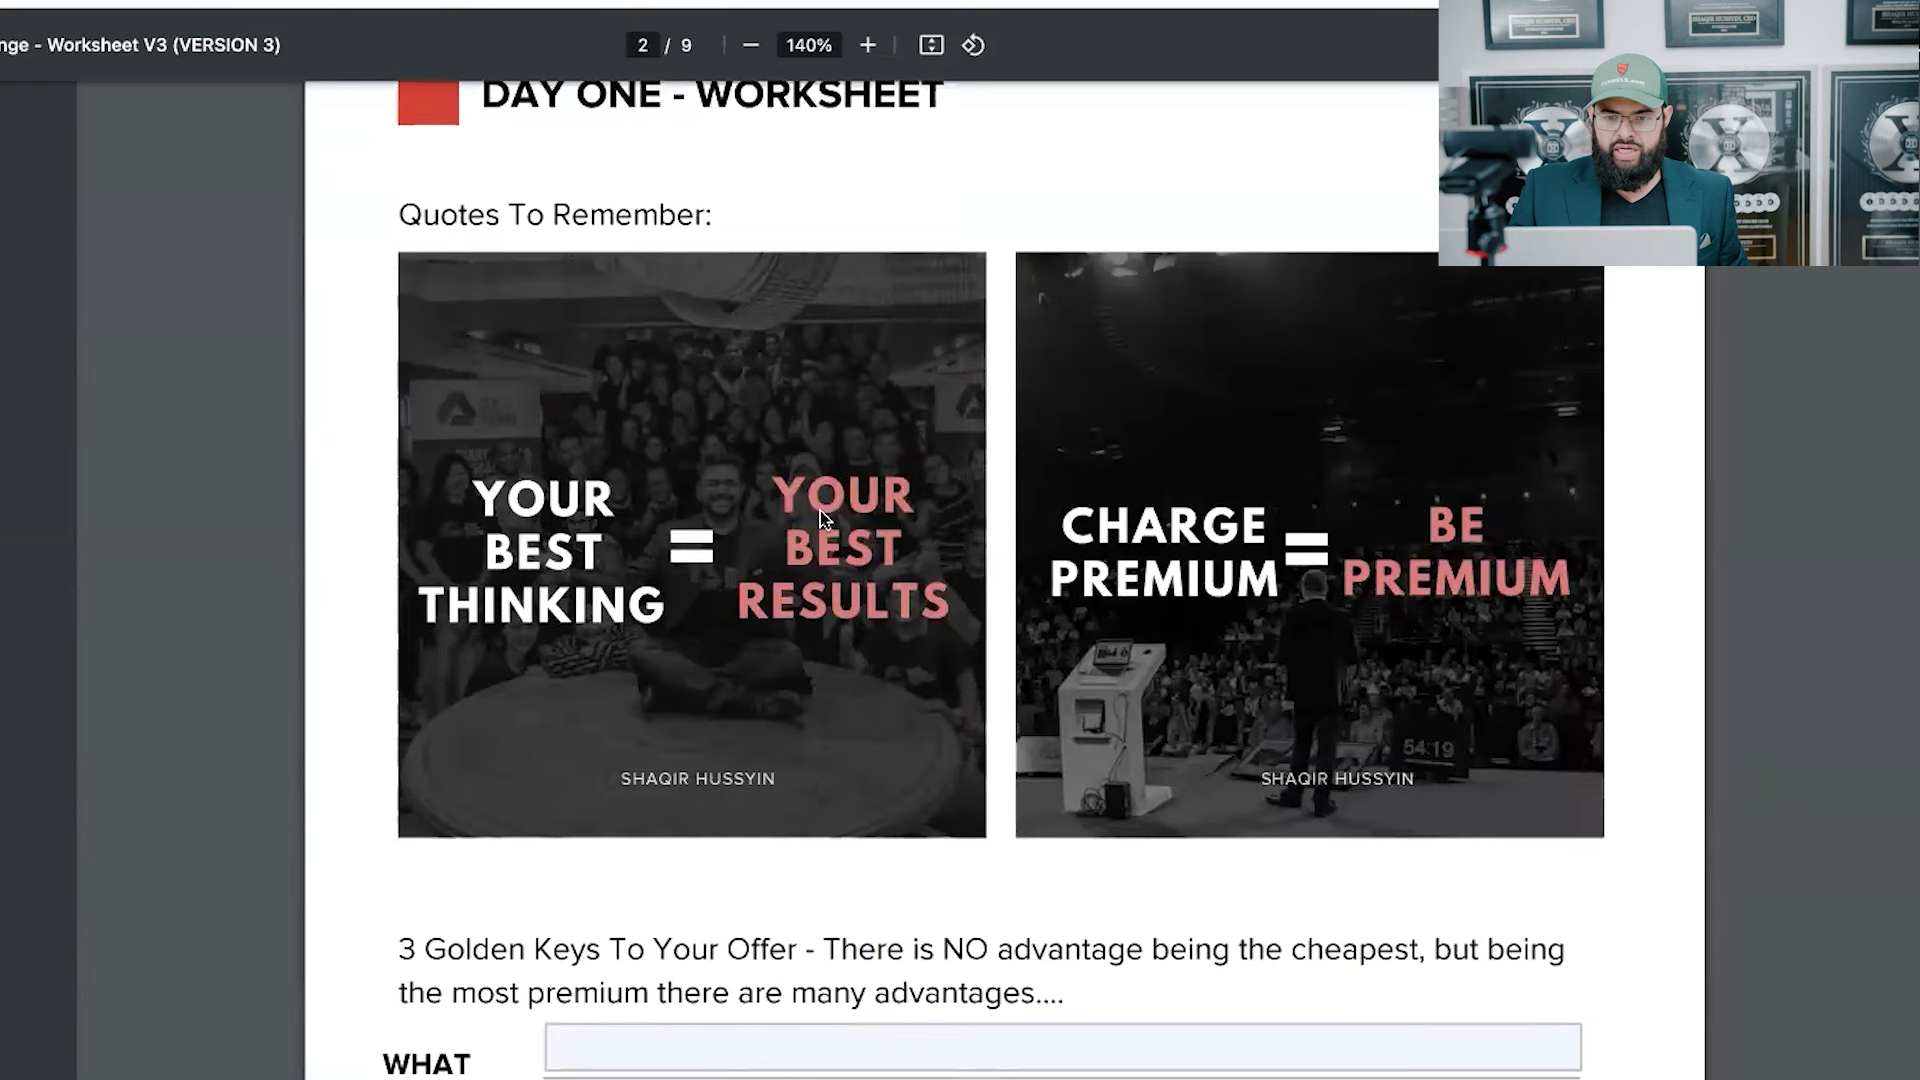 nge - Worksheet V3 (VERSION 3)
2 / 9
140%
DAY ONE - WORKSHEET
Quotes To Remember:
YOUR
BEST
THINKING
=
YOUR
BEST
RESULTS
SHAQIR HUSSYIN
CHARGE
PREMIUM
=
BE
PREMIUM
54:19
SHAQIR HUSSYIN
3 Golden Keys To Your Offer - There is NO advantage being the cheapest, but being
the most premium there are many advantages....
WHAT